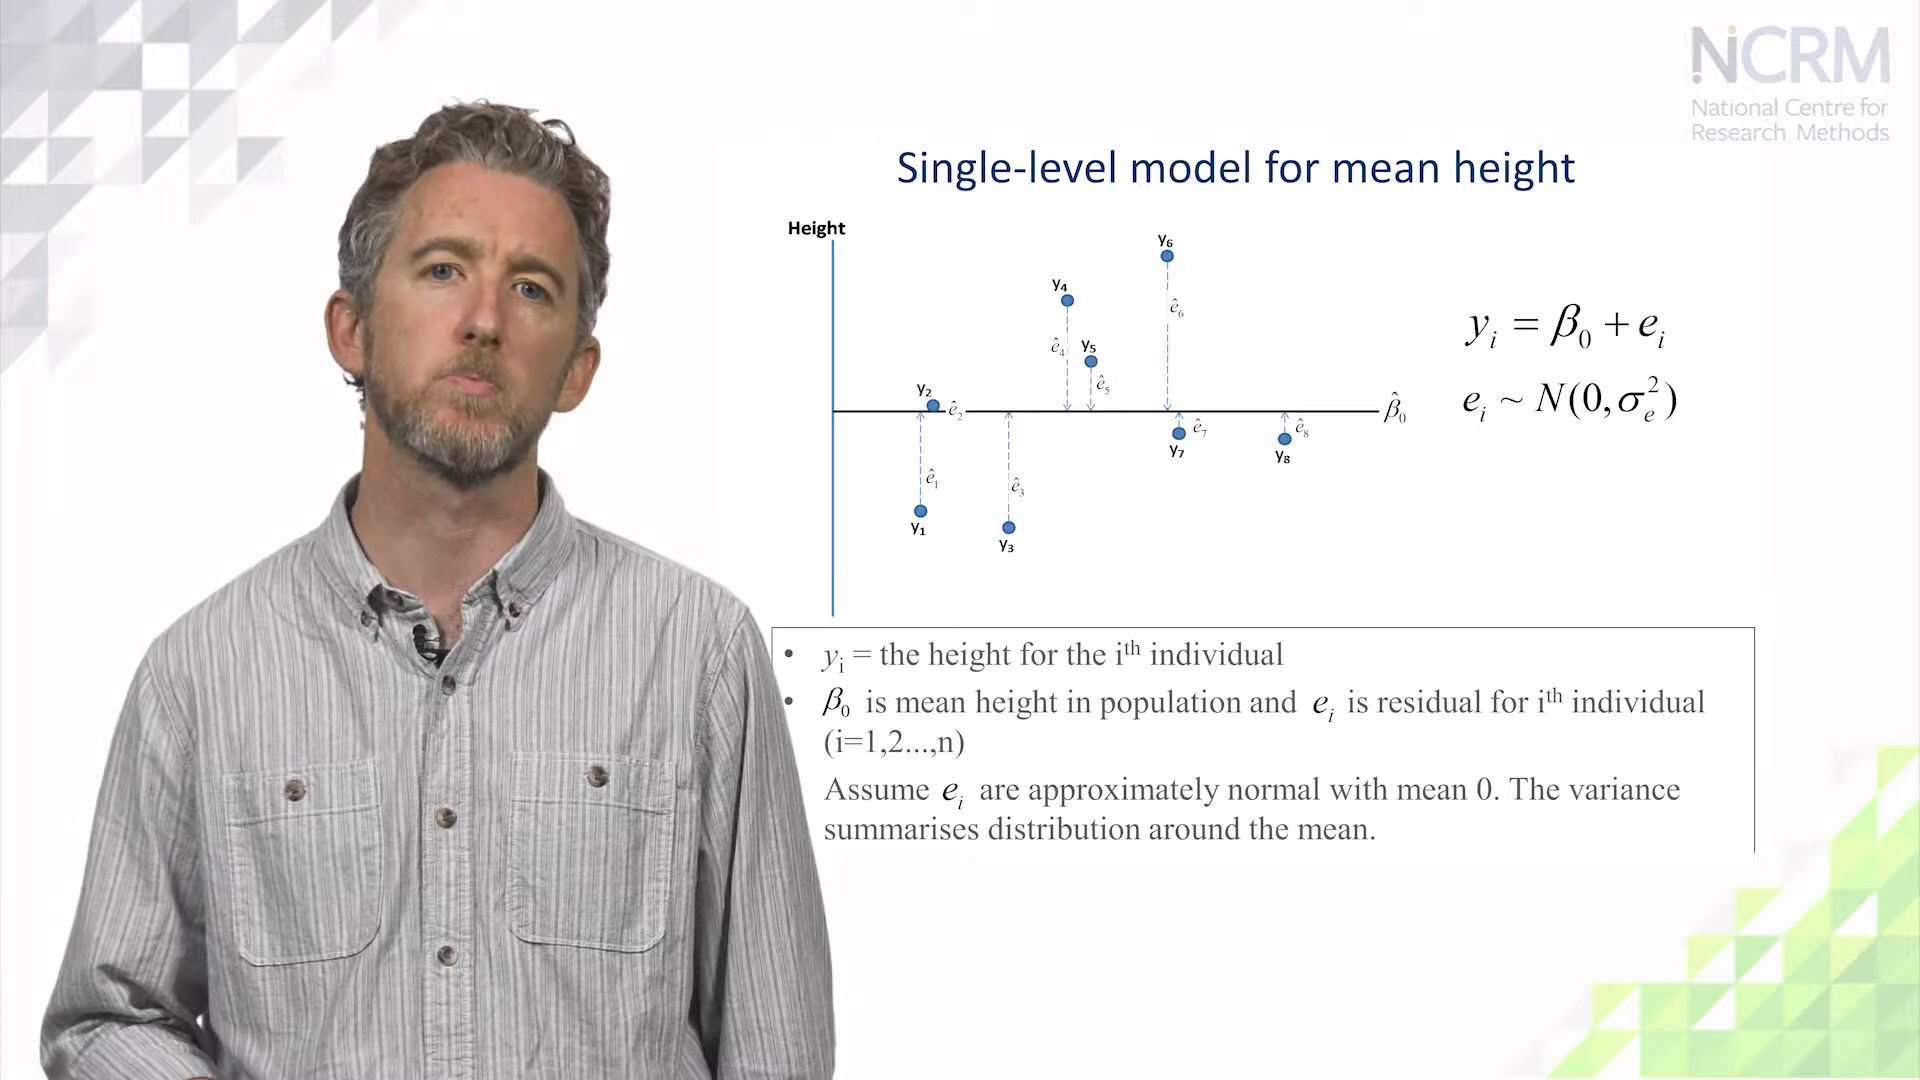 NCRM
National Centre for
Research Methods
Single-level model for mean height
Height
y₆
y₄
ê₆
ê₄
y₅
ê₅
y₂
ê₂
β̂₀
ê₇
ê₈
y₇
y₈
ê₁
ê₃
y₁
y₃
yᵢ = β₀ + eᵢ
eᵢ ~ N(0, σₑ²)
• yᵢ = the height for the iᵗʰ individual
• β₀ is mean height in population and eᵢ is residual for iᵗʰ individual
(i=1,2...,n)
Assume eᵢ are approximately normal with mean 0. The variance
summarises distribution around the mean.